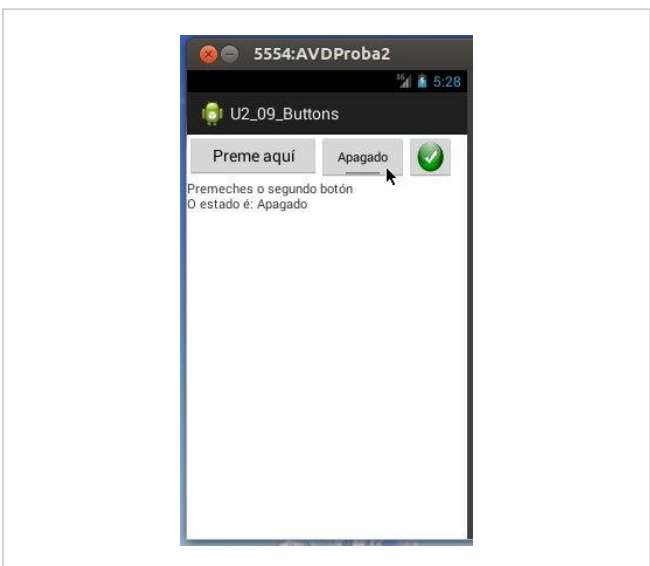 5554:AVDProba2
36 5:28
U2_09_Buttons
Preme aquí Apagado
Premeches o segundo botón
O estado é: Apagado